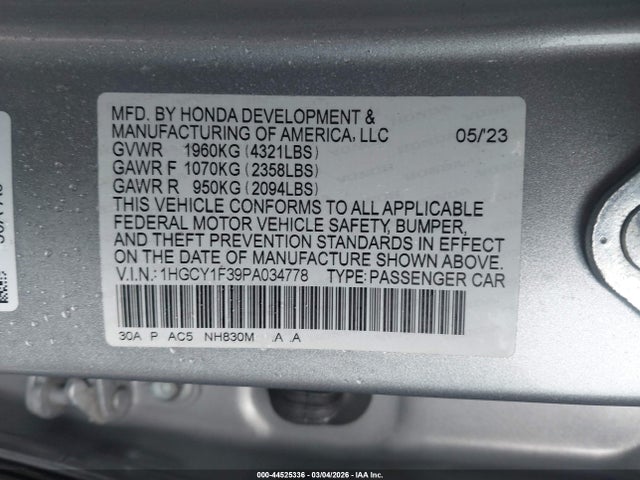 MFD. BY HONDA DEVELOPMENT &
MANUFACTURING OF AMERICA, LLC 05/'23
GVWR 1960KG (4321LBS)
GAWR F 1070KG (2358LBS)
GAWR R 950KG (2094LBS)
THIS VEHICLE CONFORMS TO ALL APPLICABLE
FEDERAL MOTOR VEHICLE SAFETY, BUMPER,
AND THEFT PREVENTION STANDARDS IN EFFECT
ON THE DATE OF MANUFACTURE SHOWN ABOVE.
V.I.N.: 1HGCY1F39PA034778 TYPE: PASSENGER CAR
30A P AC5 NH830M .A .A
000-44525336 - 03/04/2026 - IAA Inc.